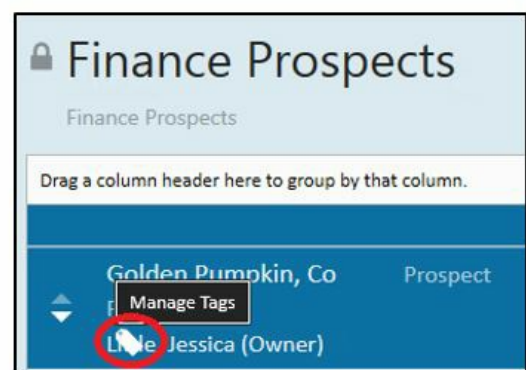 Finance Prospects
Finance Prospects
Drag a column header here to group by that column.
Golden Pumpkin, Co Prospect
Manage Tags
Jessica (Owner)